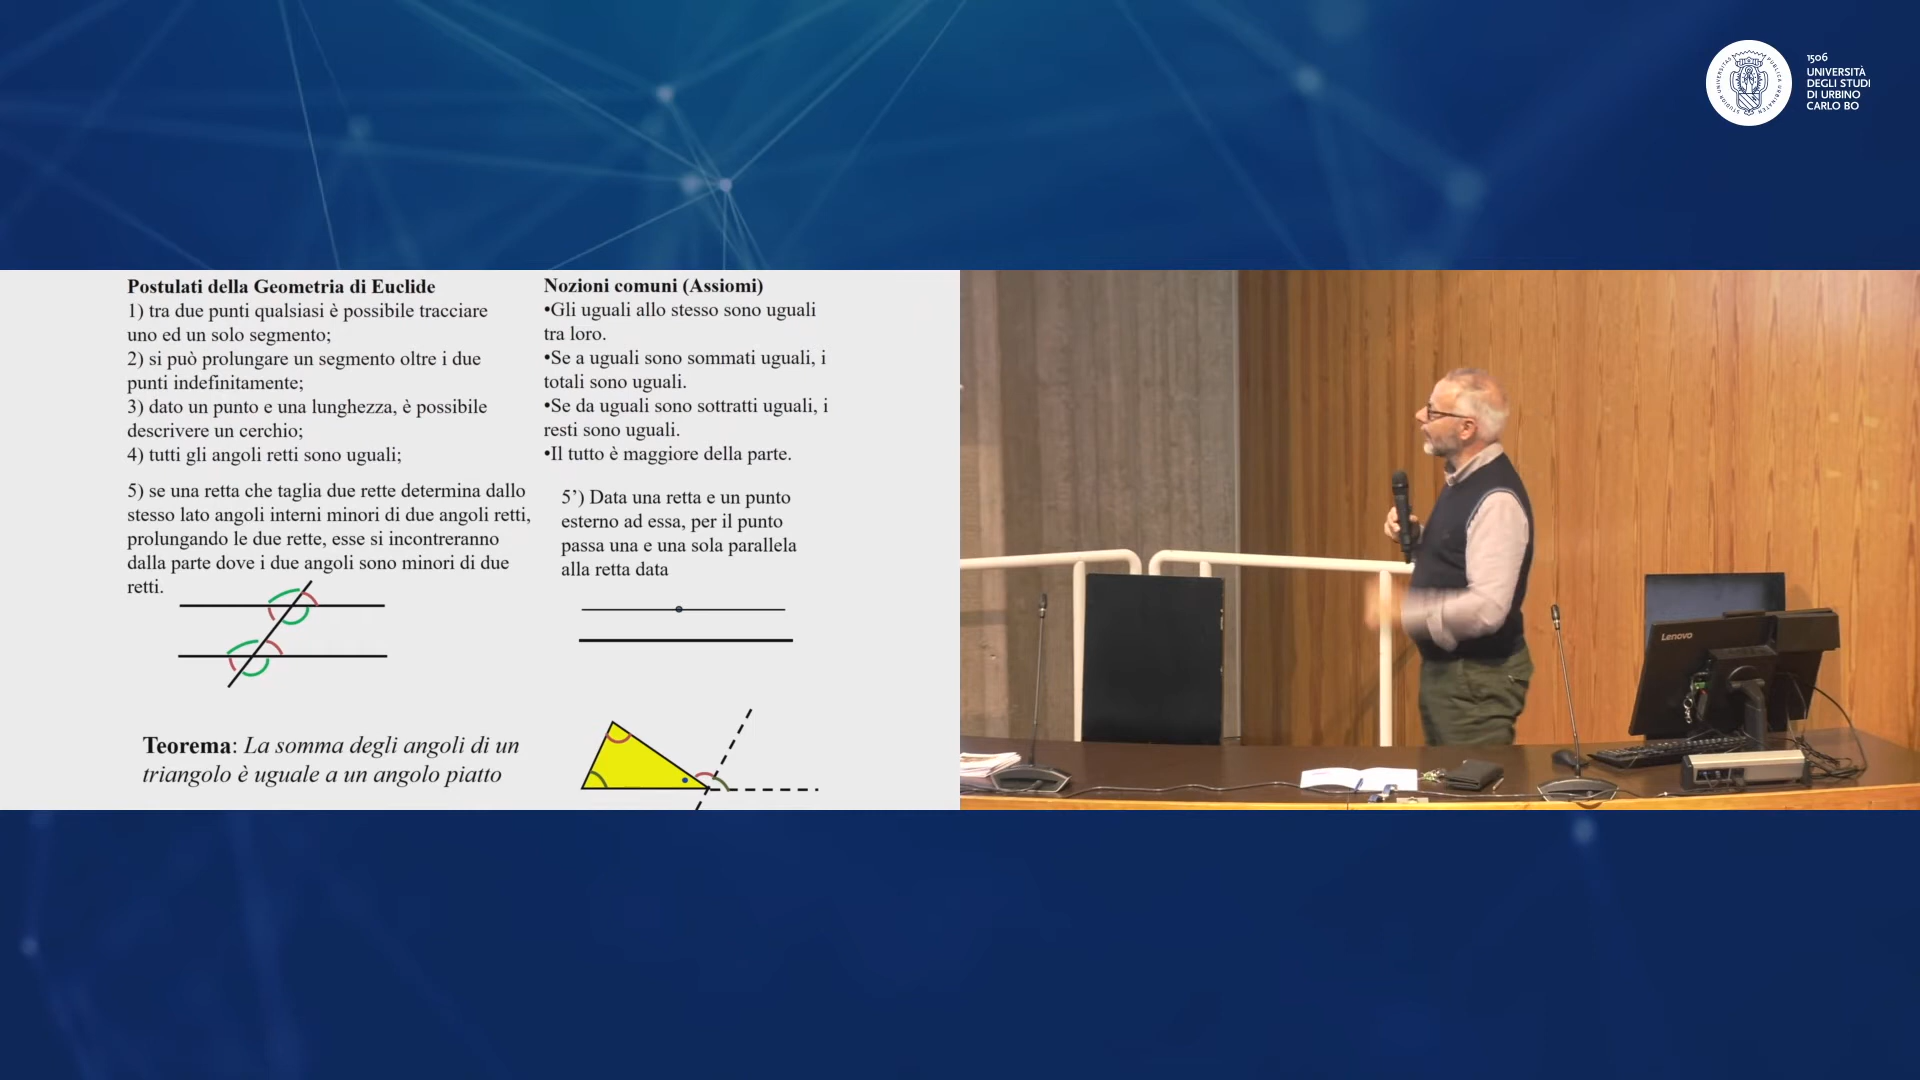 1506
UNIVERSITÀ
DEGLI STUDI
DI URBINO
CARLO BO
Postulati della Geometria di Euclide
1) tra due punti qualsiasi è possibile tracciare
uno ed un solo segmento;
2) si può prolungare un segmento oltre i due
punti indefinitamente;
3) dato un punto e una lunghezza, è possibile
descrivere un cerchio;
4) tutti gli angoli retti sono uguali;
5) se una retta che taglia due rette determina dallo
stesso lato angoli interni minori di due angoli retti,
prolungando le due rette, esse si incontreranno
dalla parte dove i due angoli sono minori di due
retti.
Nozioni comuni (Assiomi)
•Gli uguali allo stesso sono uguali
tra loro.
•Se a uguali sono sommati uguali, i
totali sono uguali.
•Se da uguali sono sottratti uguali, i
resti sono uguali.
•Il tutto è maggiore della parte.
5’) Data una retta e un punto
esterno ad essa, per il punto
passa una e una sola parallela
alla retta data
Teorema: La somma degli angoli di un
triangolo è uguale a un angolo piatto
Lenovo